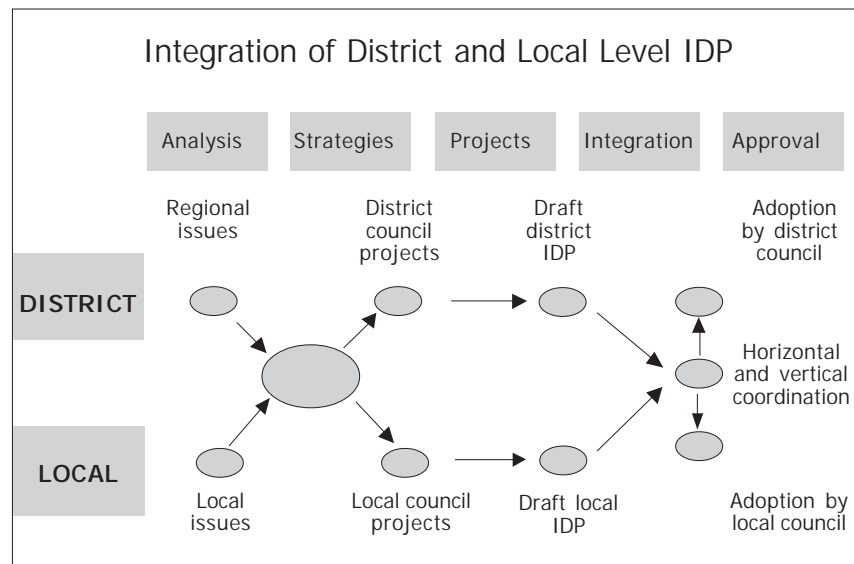 Integration of District and Local Level IDP
Analysis
Strategies
Projects
Integration
Approval
Regional
issues
District
council
projects
Draft
district
IDP
Adoption
by district
council
DISTRICT
Horizontal
and vertical
coordination
LOCAL
Local
issues
Local council
projects
Draft local
IDP
Adoption by
local council